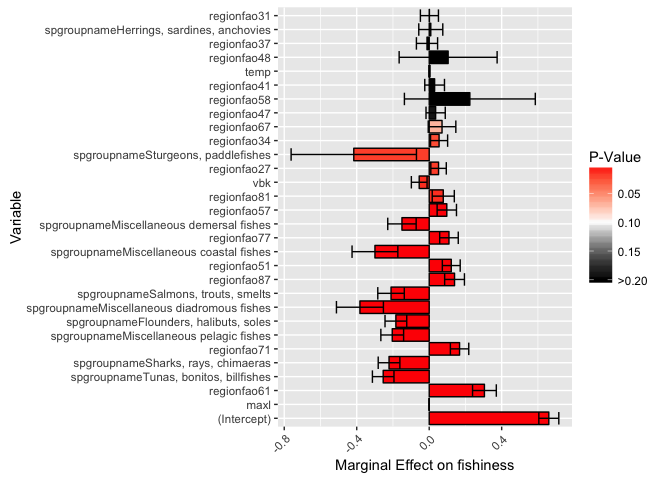 regionfao31
spgroupnameHerrings, sardines, anchovies
regionfao37
regionfao48
temp
regionfao41
regionfao58
regionfao47
regionfao67
regionfao34
spgroupnameSturgeons, paddlefishes
regionfao27
vbk
regionfao81
regionfao57
spgroupnameMiscellaneous demersal fishes
regionfao77
spgroupnameMiscellaneous coastal fishes
regionfao51
regionfao87
spgroupnameSalmons, trouts, smelts
spgroupnameMiscellaneous diadromous fishes
spgroupnameFlounders, halibuts, soles
spgroupnameMiscellaneous pelagic fishes
regionfao71
spgroupnameSharks, rays, chimaeras
spgroupnameTunas, bonitos, billfishes
regionfao61
maxl
(Intercept)
Variable
-0.8
-0.4
0.0
0.4
Marginal Effect on fishiness
P-Value
0.05
0.10
0.15
>0.20